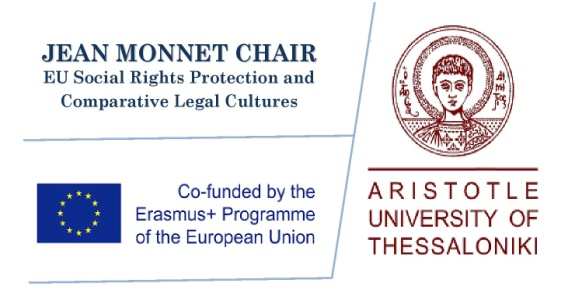 JEAN MONNET CHAIR
EU Social Rights Protection and
Comparative Legal Cultures
Co-funded by the
Erasmus+ Programme
of the European Union
ARISTOTLE
UNIVERSITY OF
THESSALONIKI